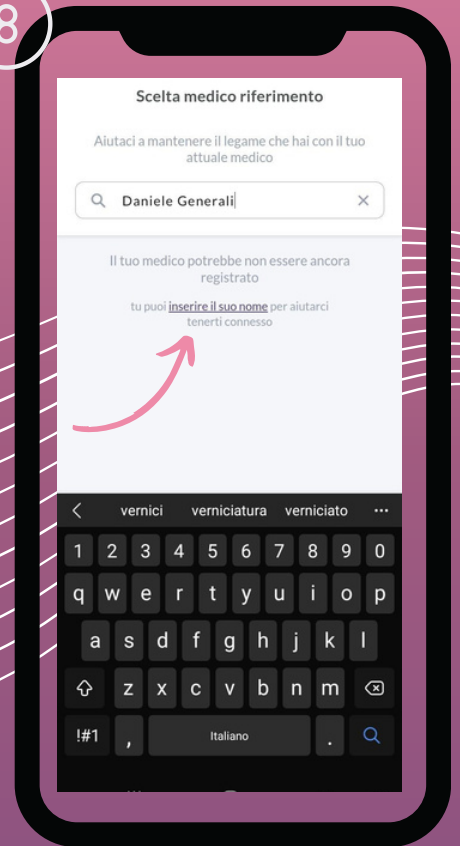 8
Scelta medico riferimento
Aiutaci a mantenere il legame che hai con il tuo
attuale medico
Daniele Generali
Il tuo medico potrebbe non essere ancora
registrato
tu puoi inserire il suo nome per aiutarci
tenerti connesso
vernici verniciatura verniciato ...
1 2 3 4 5 6 7 8 9 0
q w e r t y u i o p
a s d f g h j k l
z x c v b n m
!#1 , Italiano .